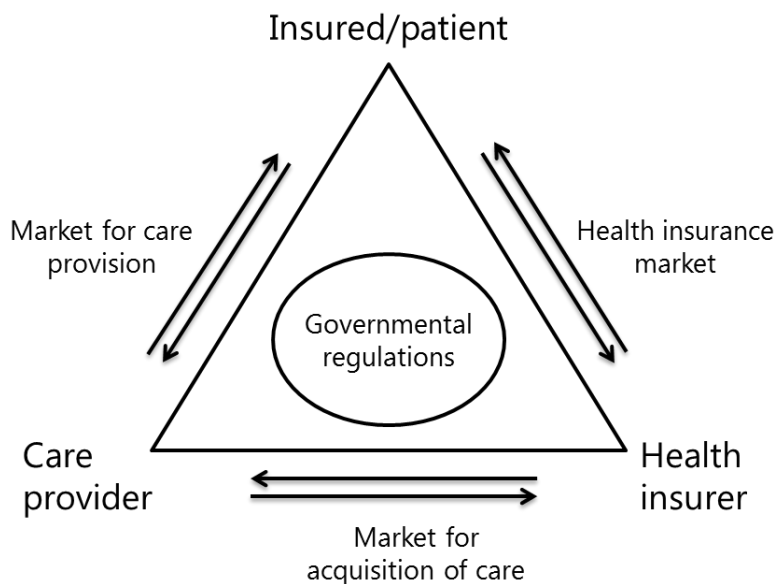 Insured/patient
Market for care
provision
Health insurance
market
Governmental
regulations
Care
provider
Health
insurer
Market for
acquisition of care